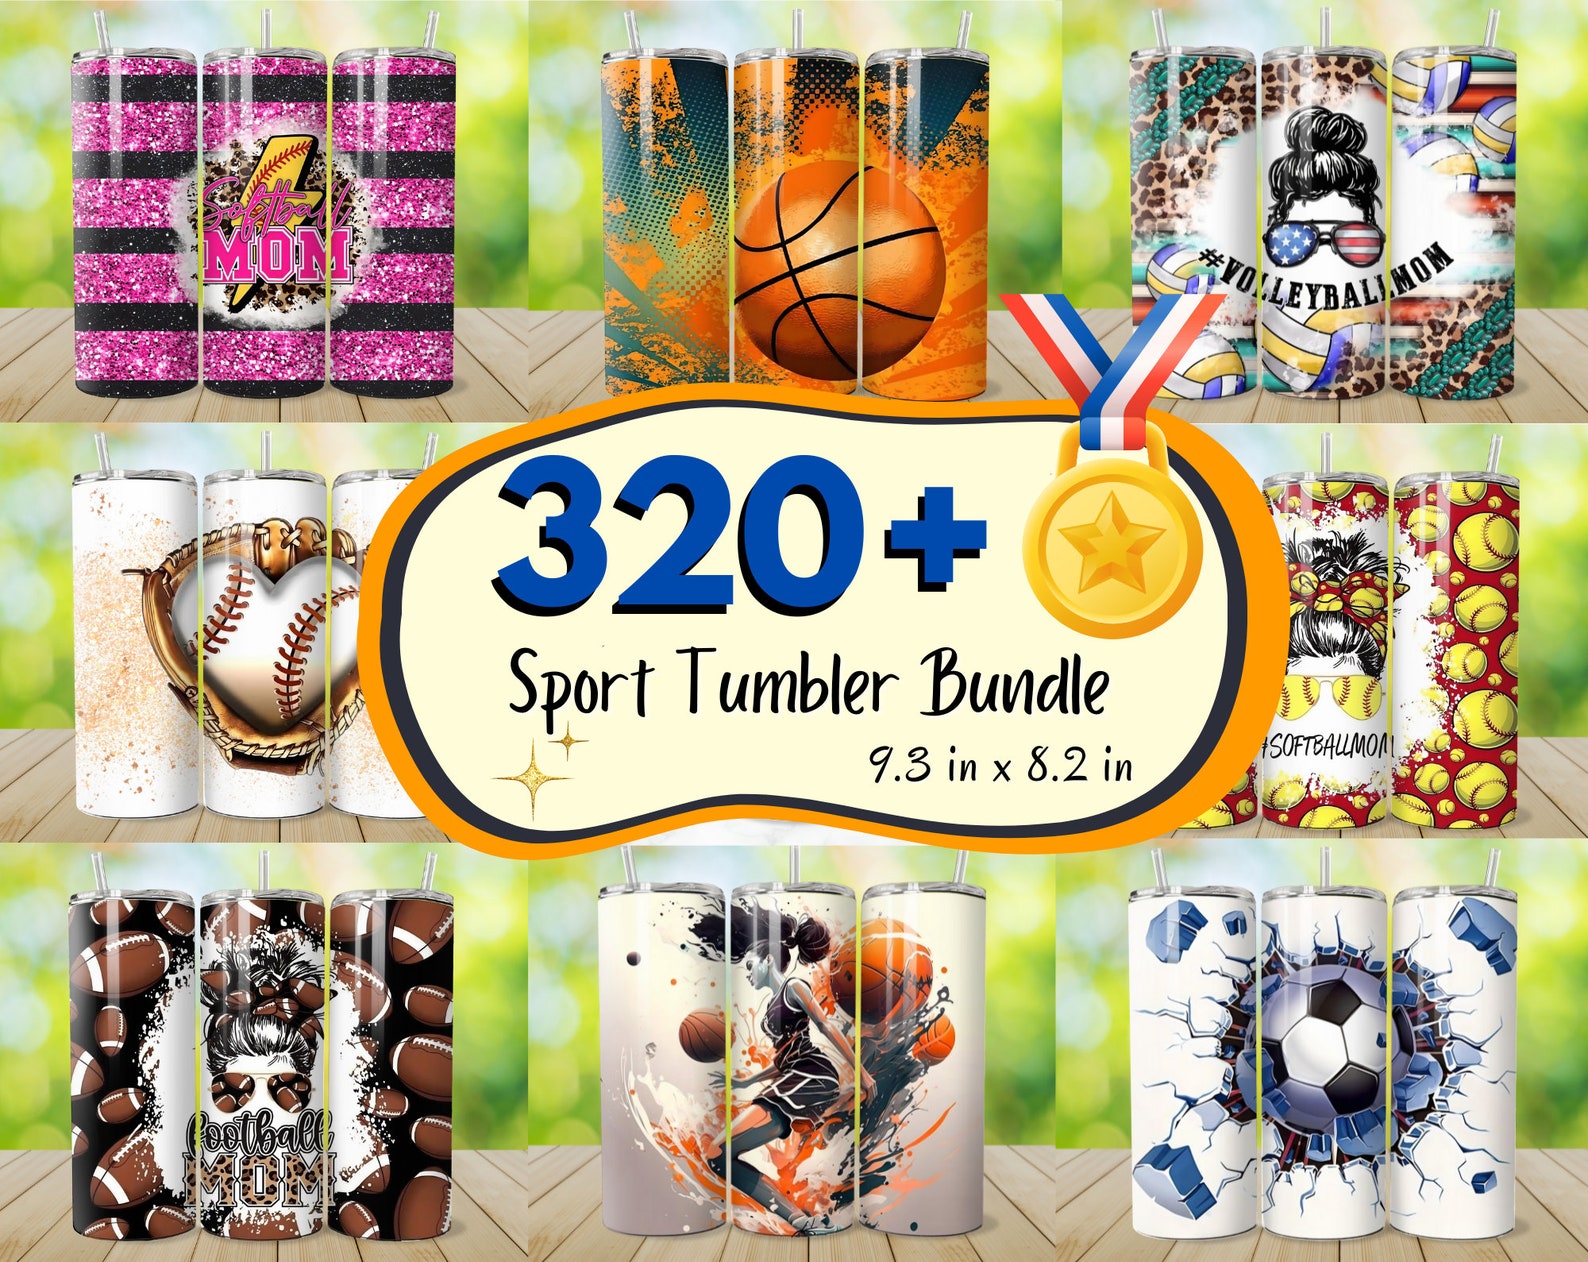 Softball
MOM
#VOLLEYBALLMOM
320+
Sport Tumbler Bundle
9.3 in x 8.2 in
#SOFTBALLMOM
football
MOM